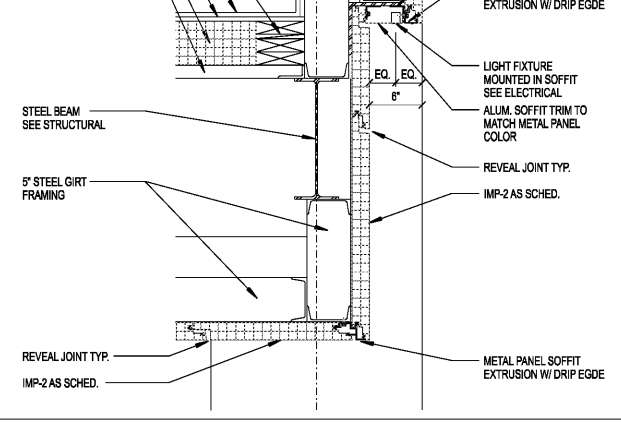 EXTRUSION W/ DRIP EGDE
LIGHT FIXTURE
MOUNTED IN SOFFIT
SEE ELECTRICAL
EQ. EQ.
6"
ALUM. SOFFIT TRIM TO
MATCH METAL PANEL
COLOR
STEEL BEAM
SEE STRUCTURAL
REVEAL JOINT TYP.
5" STEEL GIRT
FRAMING
IMP-2 AS SCHED.
REVEAL JOINT TYP.
IMP-2 AS SCHED.
METAL PANEL SOFFIT
EXTRUSION W/ DRIP EGDE